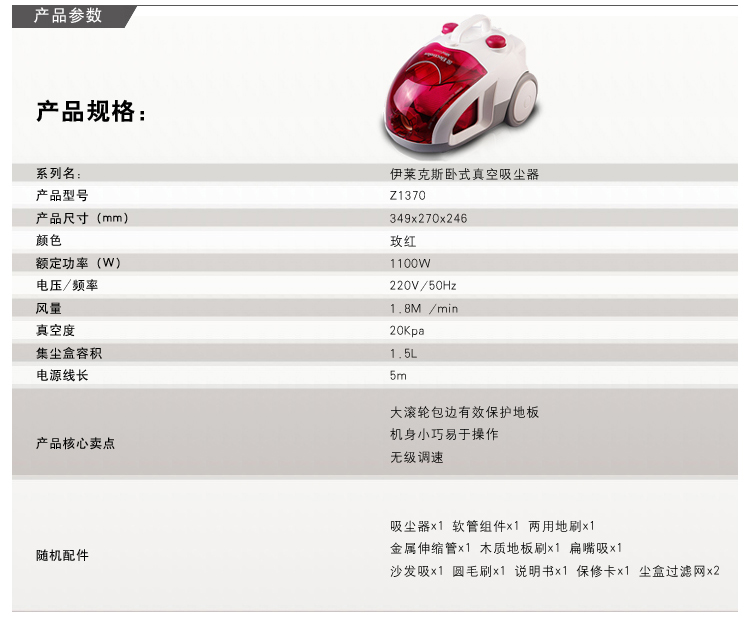 产品参数
产品规格:
Electrolux
系列名: 伊莱克斯卧式真空吸尘器
产品型号 Z1370
产品尺寸 (mm) 349x270x246
颜色 玫红
额定功率 (W) 1100W
电压/频率 220V/50Hz
风量 1.8M /min
真空度 20Kpa
集尘盒容积 1.5L
电源线长 5m
产品核心卖点
大滚轮包边有效保护地板
机身小巧易于操作
无级调速
随机配件
吸尘器x1 软管组件x1 两用地刷x1
金属伸缩管x1 木质地板刷x1 扁嘴吸x1
沙发吸x1 圆毛刷x1 说明书x1 保修卡x1 尘盒过滤网x2